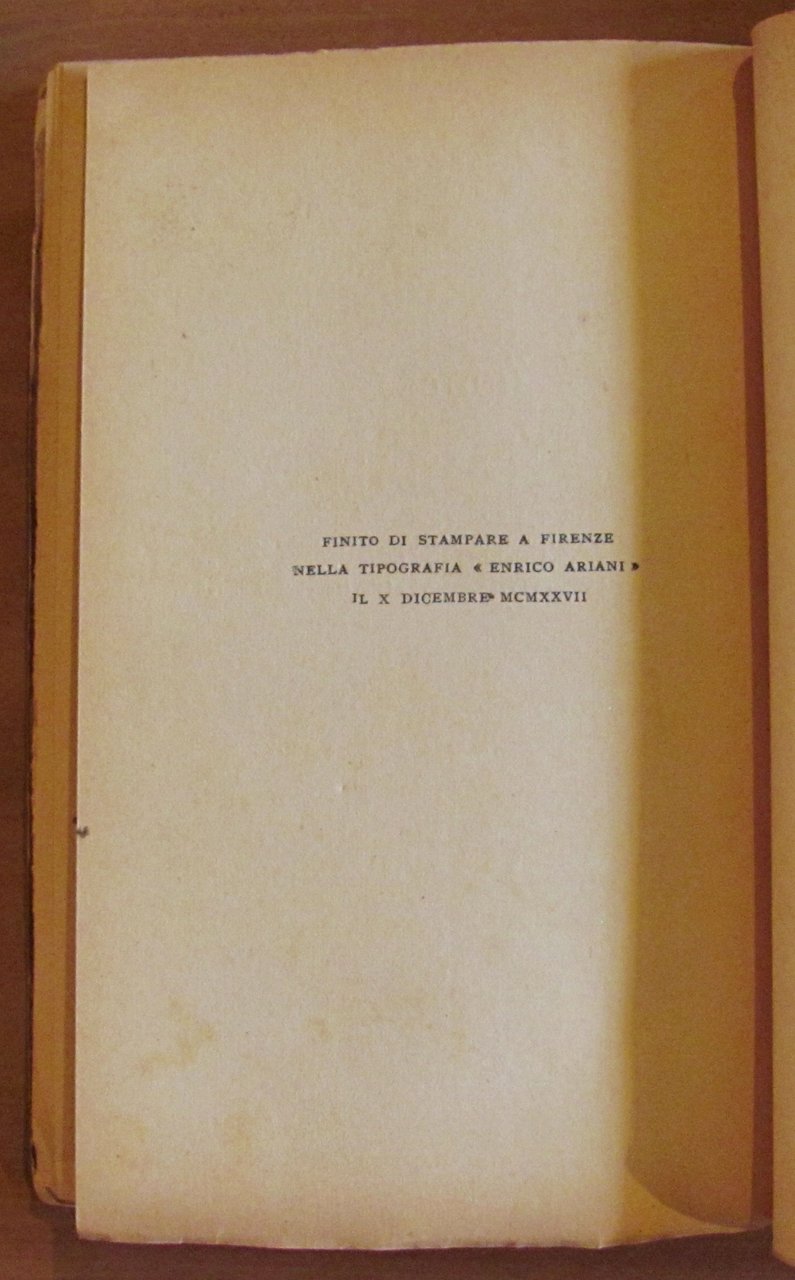 FINITO DI STAMPARE A FIRENZE
NELLA TIPOGRAFIA « ENRICO ARIANI »
IL X DICEMBRE MCMXXVII